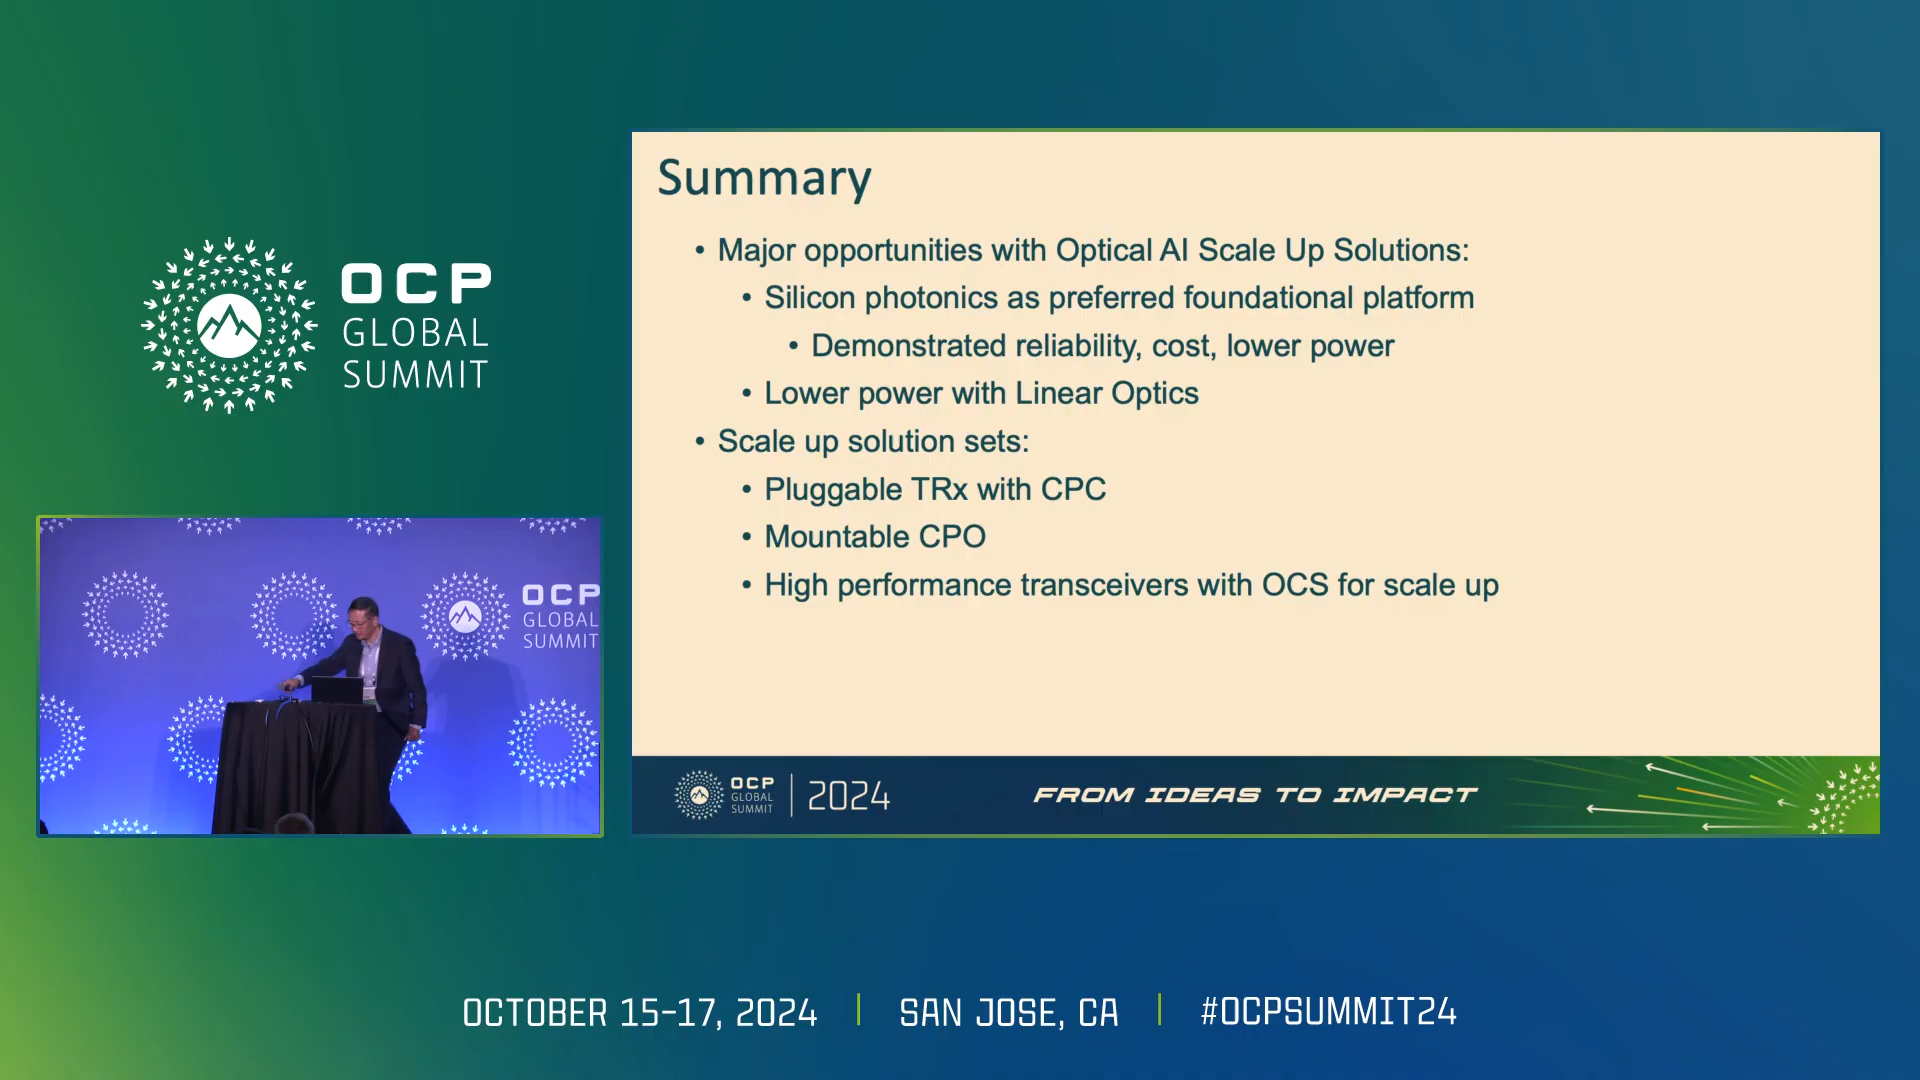 OCP
GLOBAL
SUMMIT
OCP
GLOBAL
SUMMIT
Summary
• Major opportunities with Optical AI Scale Up Solutions:
• Silicon photonics as preferred foundational platform
• Demonstrated reliability, cost, lower power
• Lower power with Linear Optics
• Scale up solution sets:
• Pluggable TRx with CPC
• Mountable CPO
• High performance transceivers with OCS for scale up
OCP
GLOBAL
SUMMIT
2024
FROM IDEAS TO IMPACT
OCTOBER 15-17, 2024 | SAN JOSE, CA | #OCPSUMMIT24